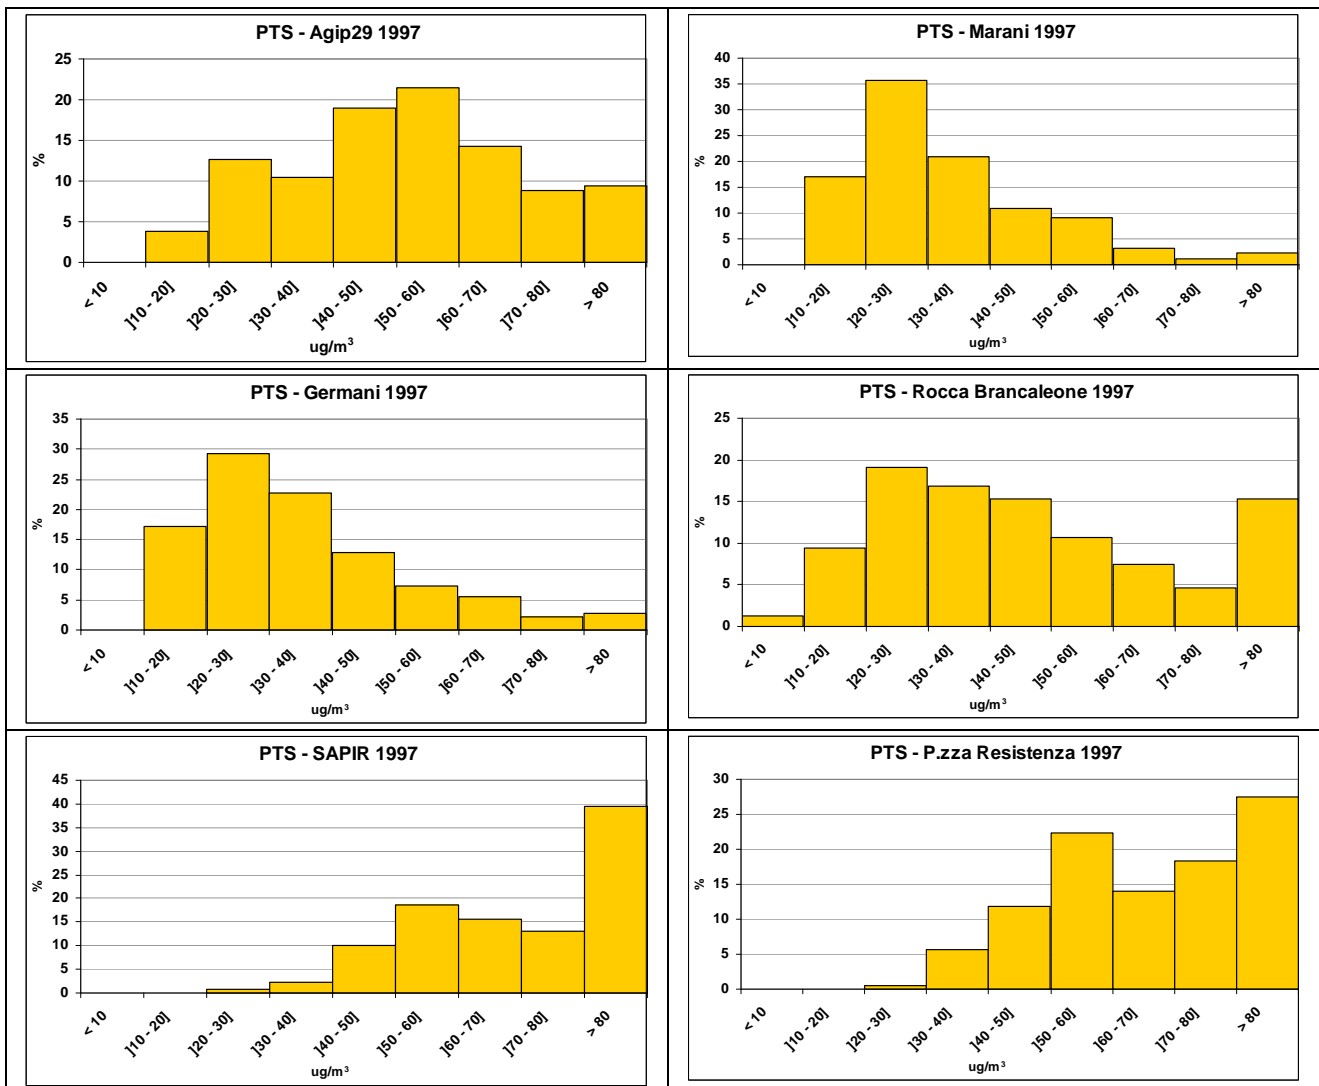 PTS - Agip29 1997
25
20
15
10
5
0
%
< 10
]10 - 20]
]20 - 30]
]30 - 40]
]40 - 50]
]50 - 60]
]60 - 70]
]70 - 80]
> 80
ug/m³
PTS - Marani 1997
40
35
30
25
20
15
10
5
0
%
< 10
]10 - 20]
]20 - 30]
]30 - 40]
]40 - 50]
]50 - 60]
]60 - 70]
]70 - 80]
> 80
ug/m³
PTS - Germani 1997
35
30
25
20
15
10
5
0
%
< 10
]10 - 20]
]20 - 30]
]30 - 40]
]40 - 50]
]50 - 60]
]60 - 70]
]70 - 80]
> 80
ug/m³
PTS - Rocca Brancaleone 1997
25
20
15
10
5
0
%
< 10
]10 - 20]
]20 - 30]
]30 - 40]
]40 - 50]
]50 - 60]
]60 - 70]
]70 - 80]
> 80
ug/m³
PTS - SAPIR 1997
45
40
35
30
25
20
15
10
5
0
%
< 10
]10 - 20]
]20 - 30]
]30 - 40]
]40 - 50]
]50 - 60]
]60 - 70]
]70 - 80]
> 80
ug/m³
PTS - P.zza Resistenza 1997
30
25
20
15
10
5
0
%
< 10
]10 - 20]
]20 - 30]
]30 - 40]
]40 - 50]
]50 - 60]
]60 - 70]
]70 - 80]
> 80
ug/m³